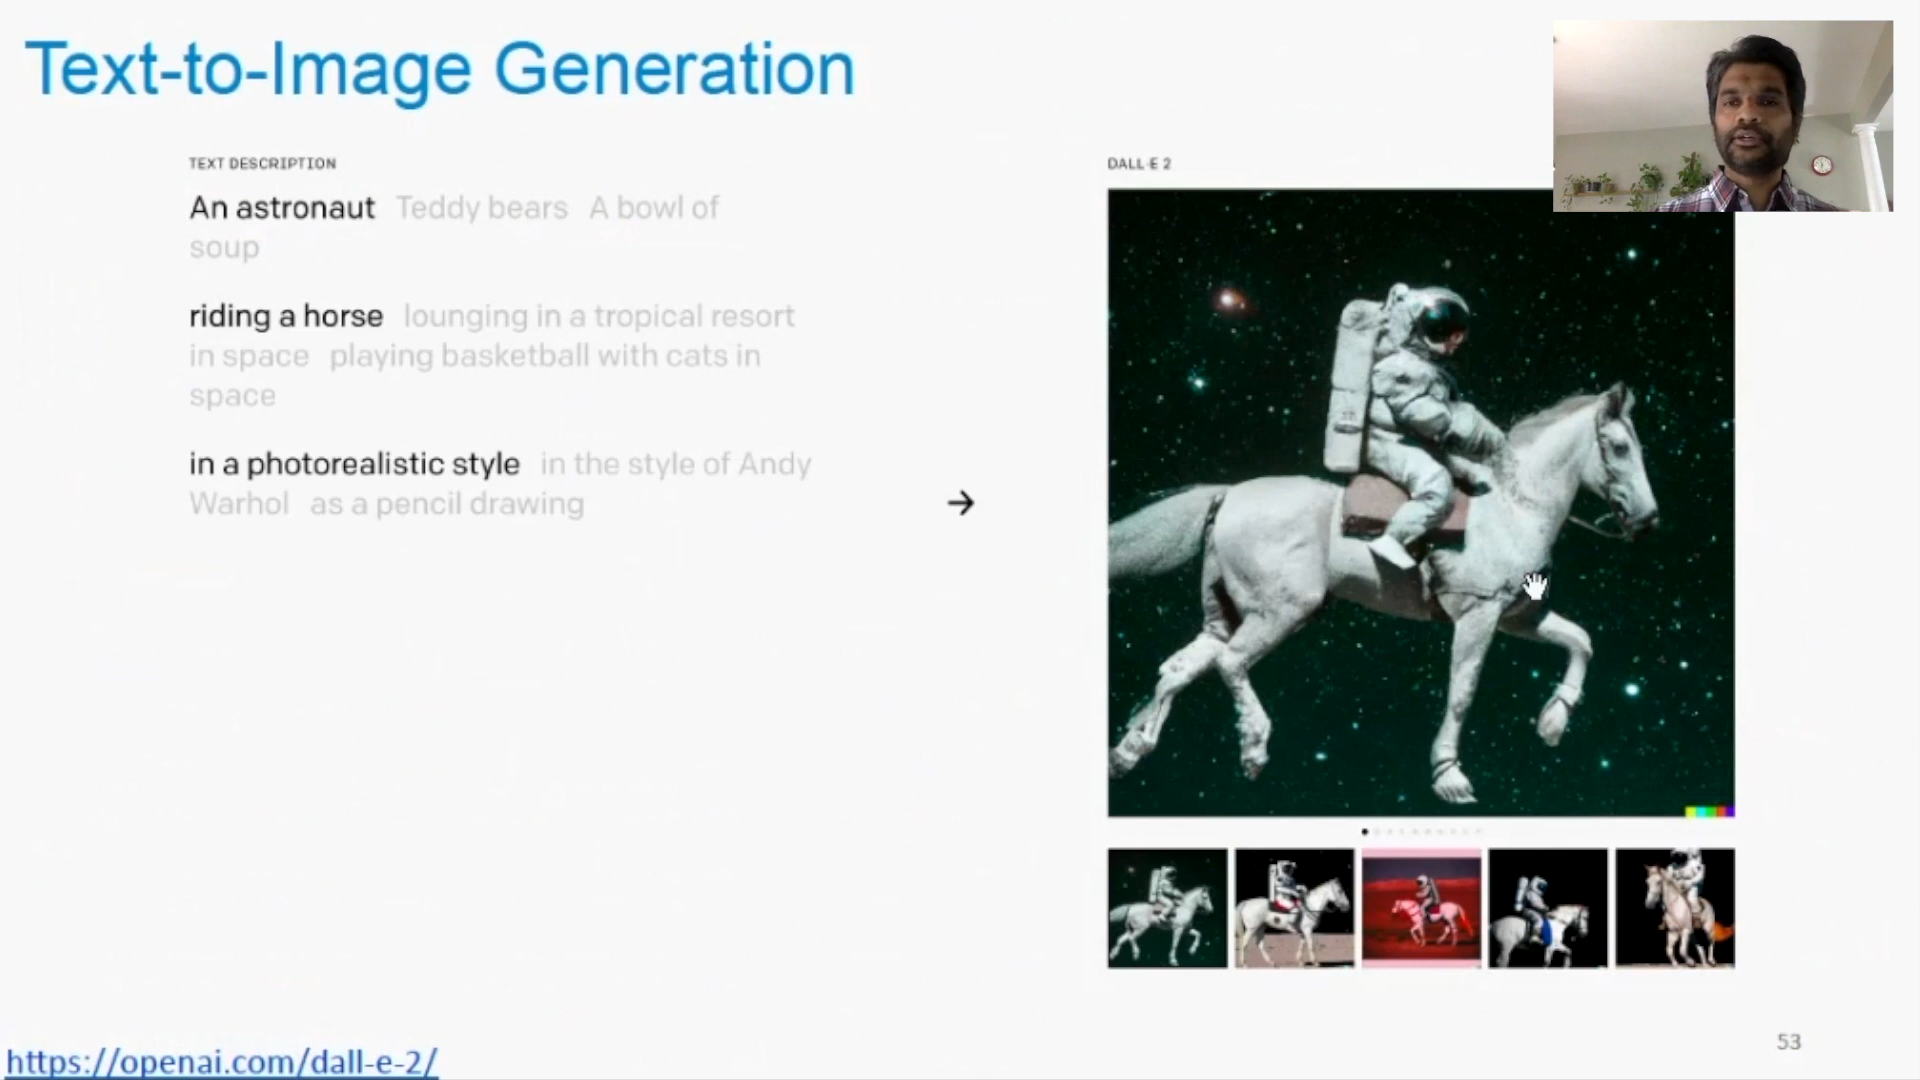 Text-to-Image Generation
TEXT DESCRIPTION
An astronaut Teddy bears A bowl of
soup
riding a horse lounging in a tropical resort
in space playing basketball with cats in
space
in a photorealistic style in the style of Andy
Warhol as a pencil drawing
→
DALL·E 2
https://openai.com/dall-e-2/
53